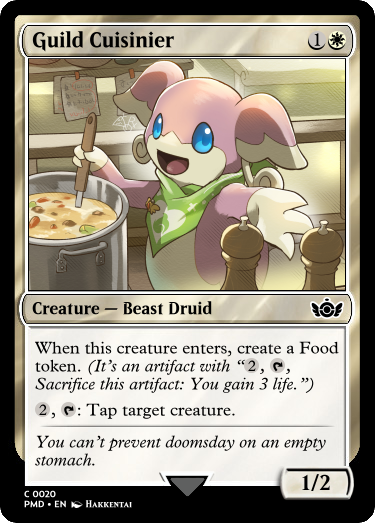 Guild Cuisinier 1
Creature — Beast Druid
When this creature enters, create a Food
token. (It's an artifact with “2, ,
Sacrifice this artifact: You gain 3 life.”)
2, : Tap target creature.
You can't prevent doomsday on an empty
stomach.
1/2
C 0020
PMD • EN Hakkentai